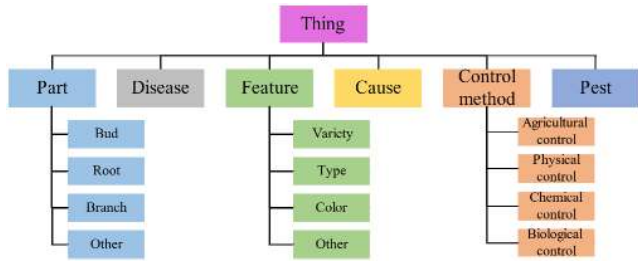 Thing
Part
Disease
Feature
Cause
Control
method
Pest
Bud
Root
Branch
Other
Variety
Type
Color
Other
Agricultural
control
Physical
control
Chemical
control
Biological
control